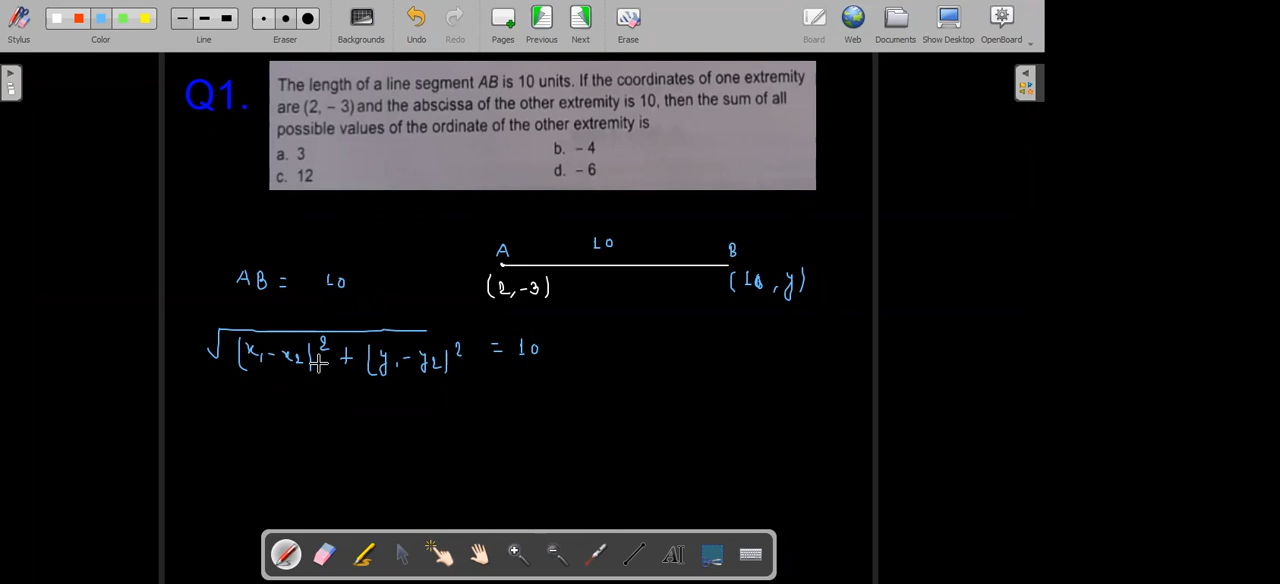 Stylus Color Line Eraser Backgrounds Undo Redo Pages Previous Next Erase Board Web Documents Show Desktop OpenBoard
Q1.
The length of a line segment AB is 10 units. If the coordinates of one extremity
are (2, – 3) and the abscissa of the other extremity is 10, then the sum of all
possible values of the ordinate of the other extremity is
a. 3 b. – 4
c. 12 d. – 6
10
A B
AB = 10
(2, -3) (10, y)
√(x₁ - x₂)² + (y₁ - y₂)² = 10
AI